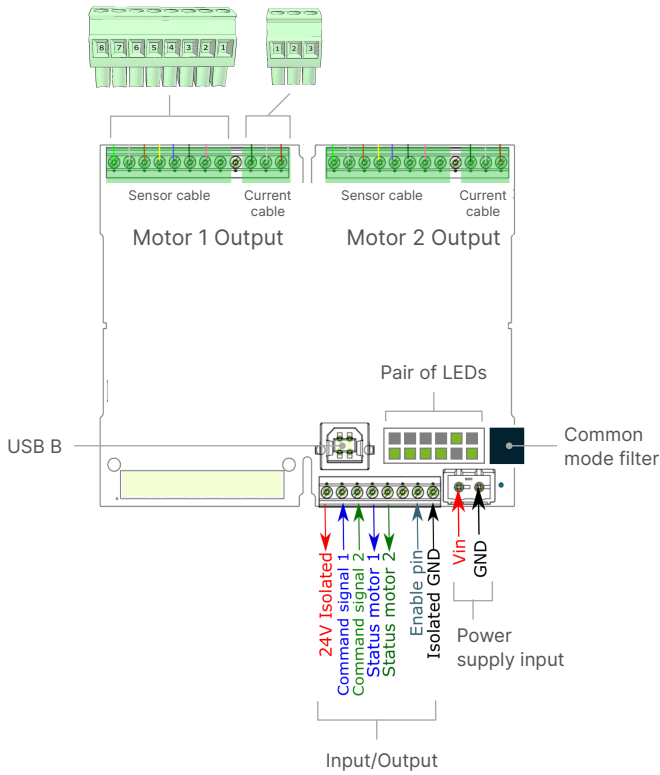 8 7 6 5 4 3 2 1
1 2 3
Sensor cable
Current
cable
Sensor cable
Current
cable
Motor 1 Output
Motor 2 Output
Pair of LEDs
USB B
Common
mode filter
24V Isolated
Command signal 1
Command signal 2
Status motor 1
Status motor 2
Enable pin
Isolated GND
Vin
GND
Power
supply input
Input/Output